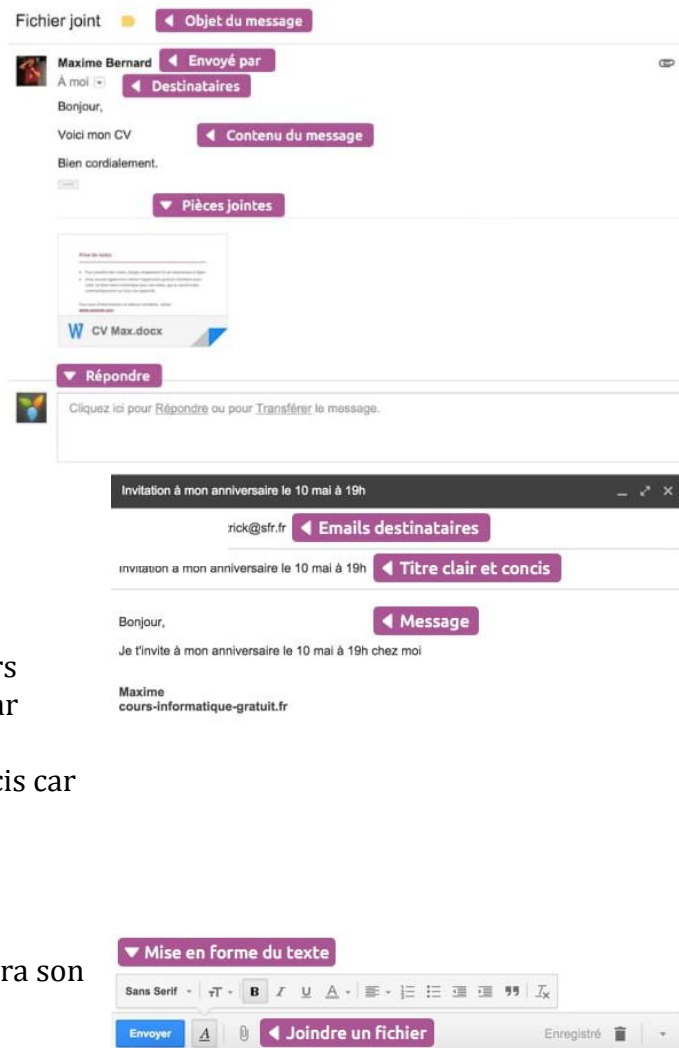 Fichier joint Objet du message
Maxime Bernard Envoyé par
À moi Destinataires
Bonjour,
Voici mon CV Contenu du message
Bien cordialement.
Pièces jointes
W CV Max.docx
Répondre
Cliquez ici pour Répondre ou pour Transférer le message.
Invitation à mon anniversaire le 10 mai à 19h
rick@sfr.fr Emails destinataires
Invitation à mon anniversaire le 10 mai à 19h Titre clair et concis
Bonjour, Message
Je t'invite à mon anniversaire le 10 mai à 19h chez moi
rs
Maxime
ar
cours-informatique-gratuit.fr
cis car
Mise en forme du texte
ra son
Sans Serif T B I U A Tx
Envoyer A Joindre un fichier Enregistré